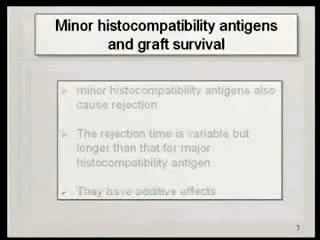 Minor histocompatibility antigens
and graft survival
➢ minor histocompatibility antigens also
cause rejection
➢ The rejection time is variable but
longer than that for major
histocompatibility antigen
➢ They have additive effects
7